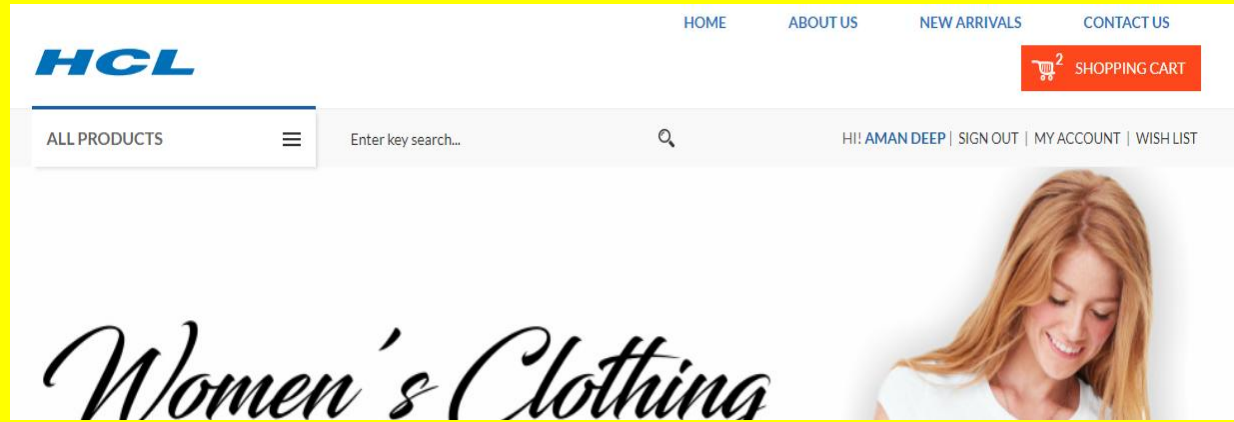 HOME ABOUT US NEW ARRIVALS CONTACT US
HCL
2 SHOPPING CART
ALL PRODUCTS
Enter key search...
HI! AMAN DEEP | SIGN OUT | MY ACCOUNT | WISH LIST
Women's Clothing